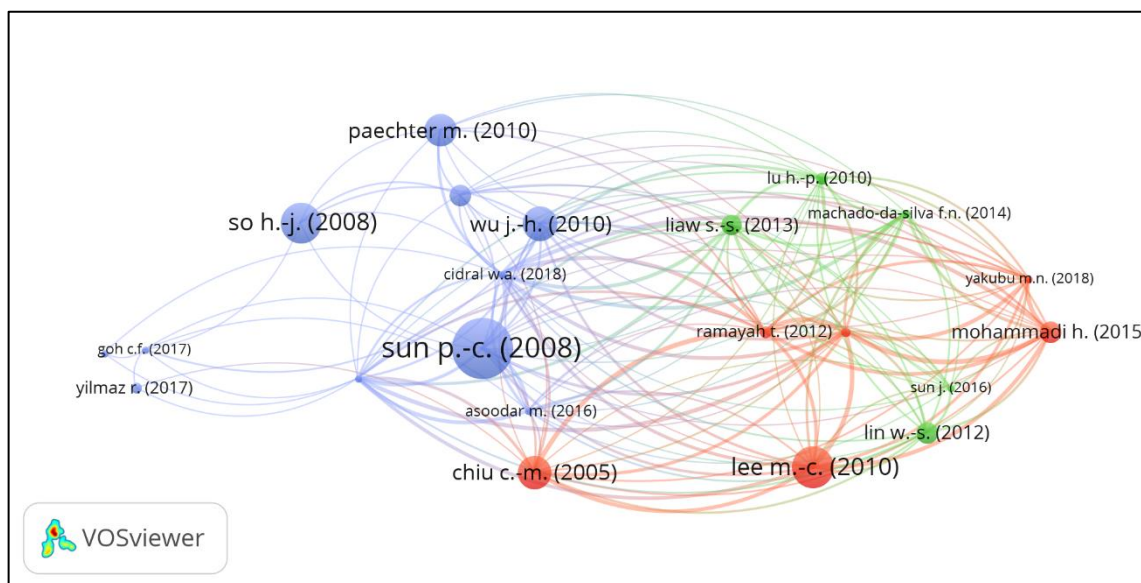 paechter m. (2010)
lu h.-p. (2010)
machado-da-silva f.n. (2014)
so h.-j. (2008)
wu j.-h. (2010)
liaw s.-s. (2013)
cidral w.a. (2018)
yakubu m.n. (2018)
ramayah t. (2012)
mohammadi h. (2015
goh c.f. (2017)
sun p.-c. (2008)
yilmaz r. (2017)
sun j. (2016)
asoodar m. (2016)
lin w.-s. (2012)
chiu c.-m. (2005)
lee m.-c. (2010)
VOSviewer